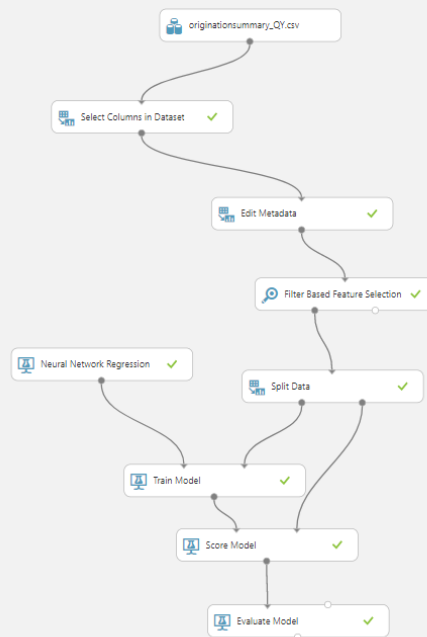 originationsummary_QY.csv
Select Columns in Dataset
Edit Metadata
Filter Based Feature Selection
Neural Network Regression
Split Data
Train Model
Score Model
Evaluate Model